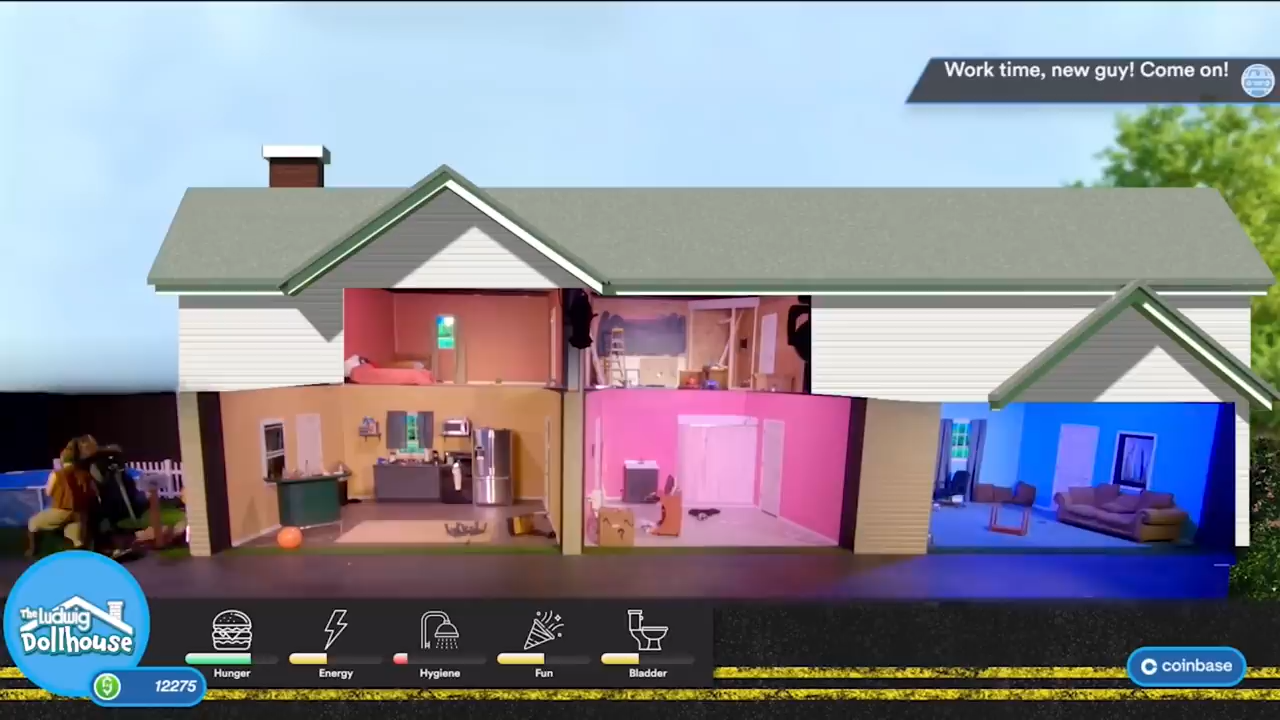 Work time, new guy! Come on!
The Ludwig
Dollhouse
Hunger
Energy
Hygiene
Fun
Bladder
$ 12275
coinbase
?